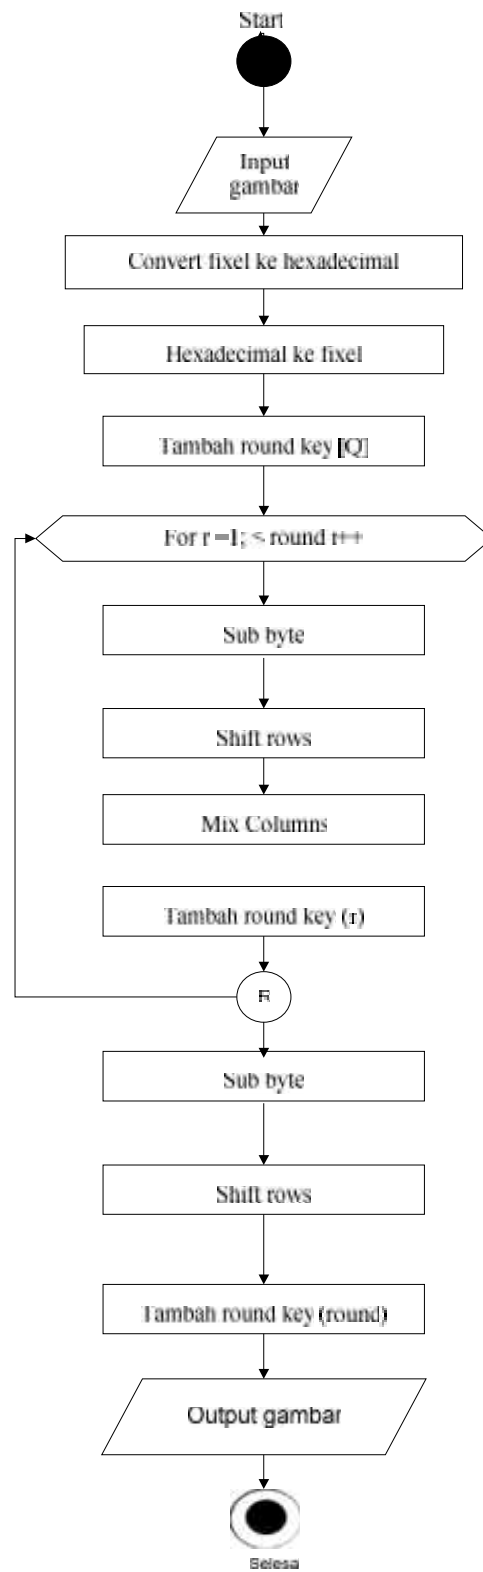 Start
Input
gambar
Convert fixel ke hexadecimal
Hexadecimal ke fixel
Tambah round key [Q]
For r =1; < round r++
Sub byte
Shift rows
Mix Columns
Tambah round key (r)
R
Sub byte
Shift rows
Tambah round key (round)
Output gambar
Selesa